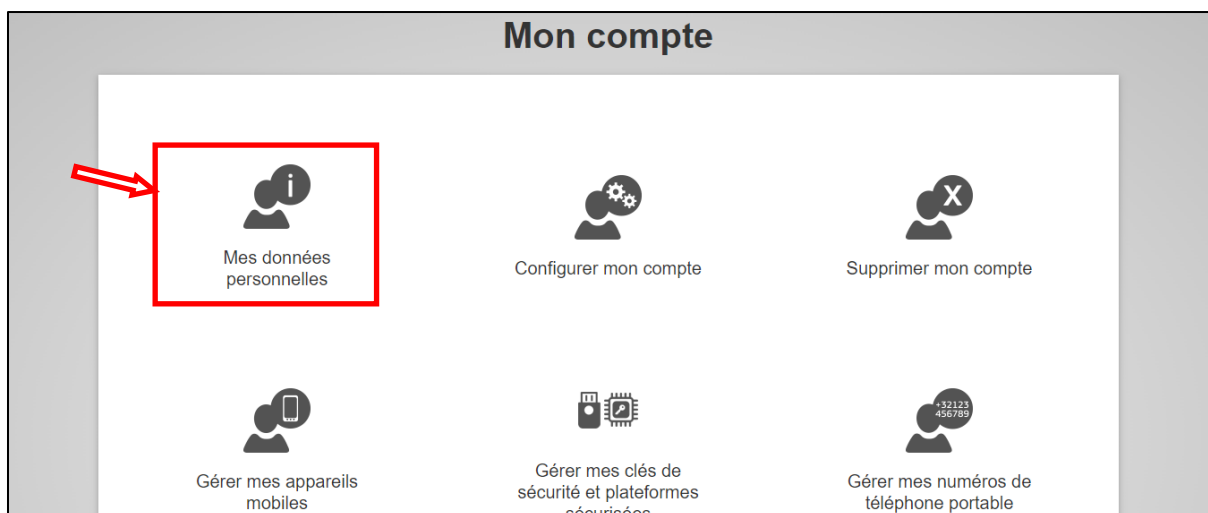 Mon compte
i
X
Mes données
personnelles
Configurer mon compte
Supprimer mon compte
+32123
456789
Gérer mes appareils
mobiles
Gérer mes clés de
sécurité et plateformes
sécurisées
Gérer mes numéros de
téléphone portable